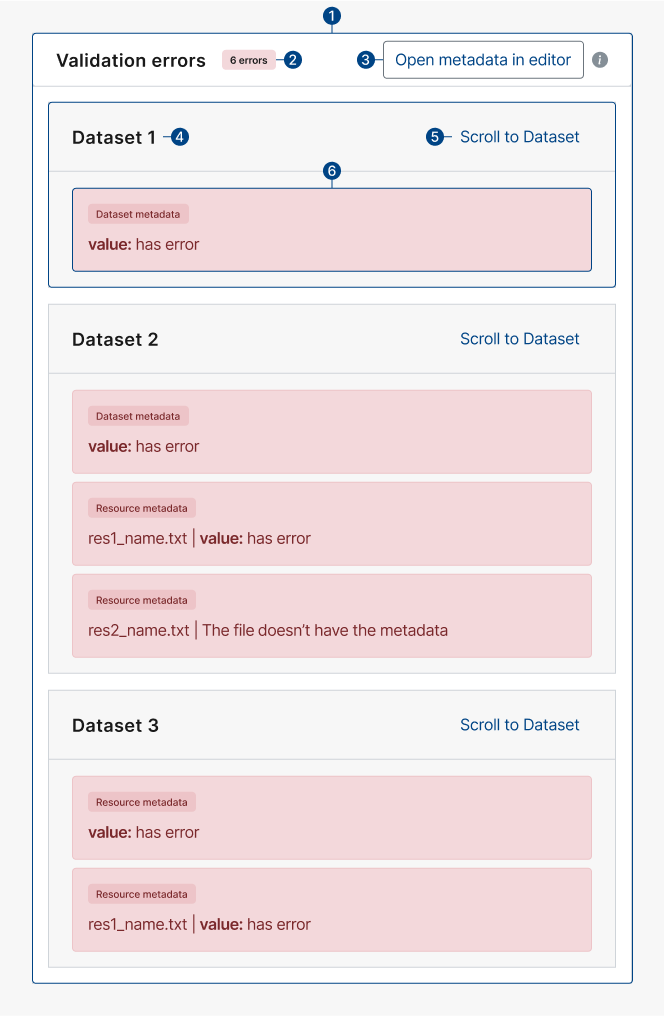 1
Validation errors 6 errors 2 3 Open metadata in editor i
Dataset 1 4 5 Scroll to Dataset
6
Dataset metadata
value: has error
Dataset 2 Scroll to Dataset
Dataset metadata
value: has error
Resource metadata
res1_name.txt | value: has error
Resource metadata
res2_name.txt | The file doesn’t have the metadata
Dataset 3 Scroll to Dataset
Resource metadata
value: has error
Resource metadata
res1_name.txt | value: has error